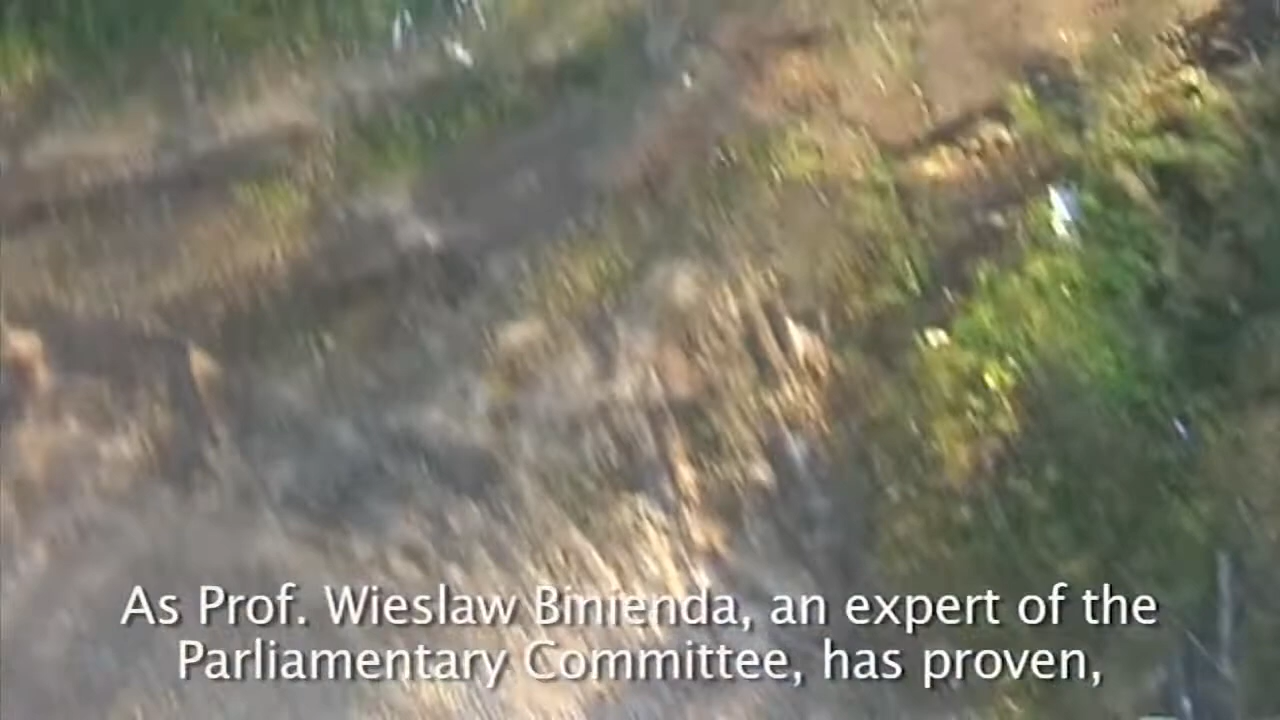 As Prof. Wieslaw Binienda, an expert of the
Parliamentary Committee, has proven,